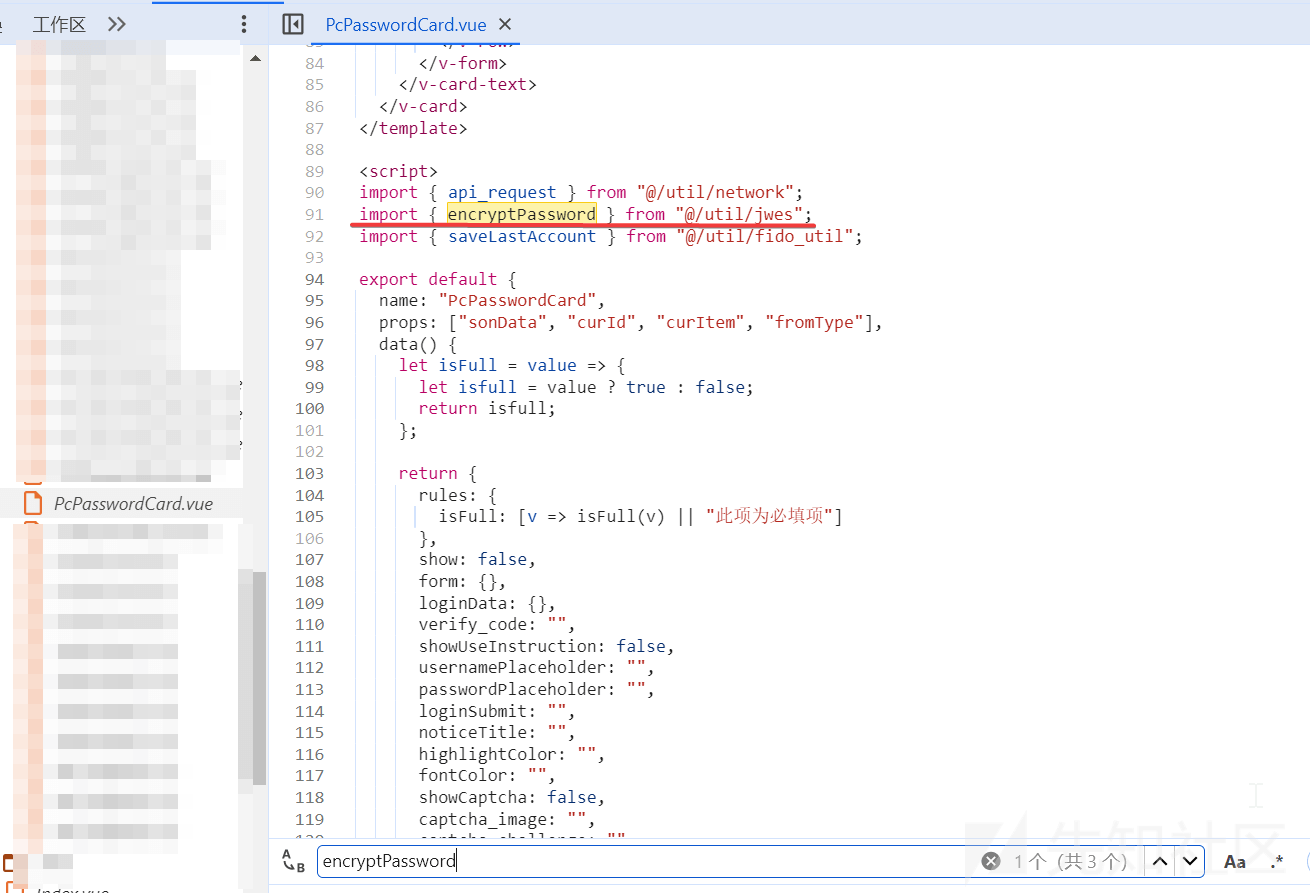 工作区
PcPasswordCard.vue
84 </v-form>
85 </v-card-text>
86 </v-card>
87 </template>
88
89 <script>
90 import { api_request } from "@/util/network";
91 import { encryptPassword } from "@/util/jwes";
92 import { saveLastAccount } from "@/util/fido_util";
93
94 export default {
95 name: "PcPasswordCard",
96 props: ["sonData", "curId", "curItem", "fromType"],
97 data() {
98 let isFull = value => {
99 let isfull = value ? true : false;
100 return isfull;
101 };
102
103 return {
104 rules: {
105 isFull: [v => isFull(v) || "此项为必填项"]
106 },
107 show: false,
108 form: {},
109 loginData: {},
110 verify_code: "",
111 showUseInstruction: false,
112 usernamePlaceholder: "",
113 passwordPlaceholder: "",
114 loginSubmit: "",
115 noticeTitle: "",
116 highlightColor: "",
117 fontColor: "",
118 showCaptcha: false,
119 captcha_image: "",
PcPasswordCard.vue
encryptPassword
1 个（共 3 个）
Aa
.*
先知社区